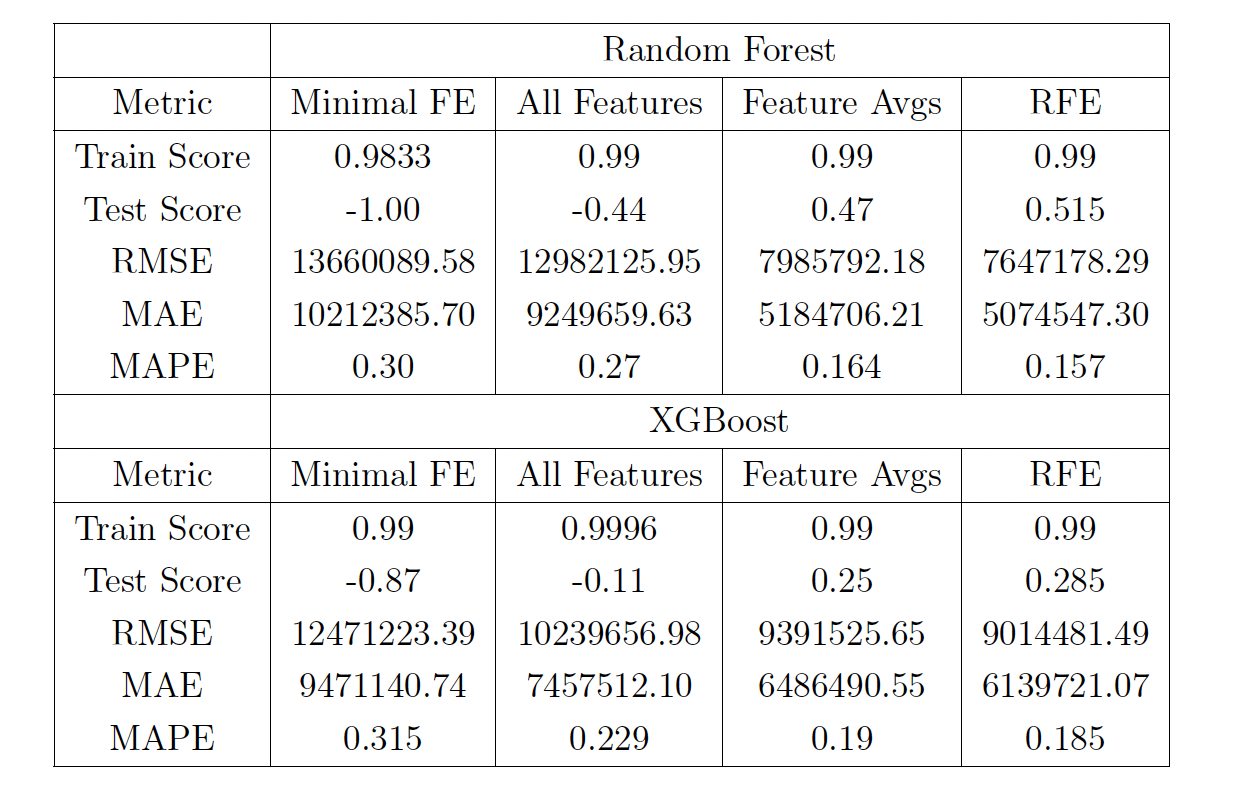 Random Forest
Metric Minimal FE All Features Feature Avgs RFE
Train Score 0.9833 0.99 0.99 0.99
Test Score -1.00 -0.44 0.47 0.515
RMSE 13660089.58 12982125.95 7985792.18 7647178.29
MAE 10212385.70 9249659.63 5184706.21 5074547.30
MAPE 0.30 0.27 0.164 0.157
XGBoost
Metric Minimal FE All Features Feature Avgs RFE
Train Score 0.99 0.9996 0.99 0.99
Test Score -0.87 -0.11 0.25 0.285
RMSE 12471223.39 10239656.98 9391525.65 9014481.49
MAE 9471140.74 7457512.10 6486490.55 6139721.07
MAPE 0.315 0.229 0.19 0.185